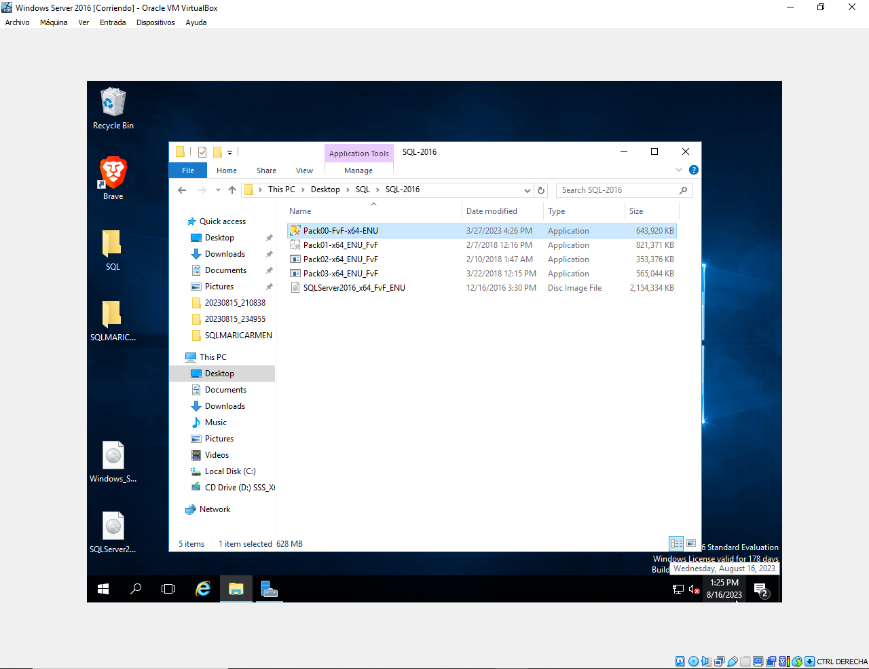 Windows Server 2016 [Corriendo] - Oracle VM VirtualBox
Archivo Máquina Ver Entrada Dispositivos Ayuda
Recycle Bin
Brave
SQL
SQLMARIC...
Windows_S...
SQLServer2...
Application Tools SQL-2016
File Home Share View Manage
This PC > Desktop > SQL > SQL-2016
Search SQL-2016
Name Date modified Type Size
Pack00-FvF-x64-ENU 3/27/2023 4:26 PM Application 643,920 KB
Pack01-x64_ENU_FvF 2/7/2018 12:16 PM Application 821,371 KB
Pack02-x64_ENU_FvF 2/10/2018 1:47 AM Application 353,376 KB
Pack03-x64_ENU_FvF 3/22/2018 12:15 PM Application 565,044 KB
SQLServer2016_x64_FvF_ENU 12/16/2016 3:30 PM Disc Image File 2,154,334 KB
Quick access
Desktop
Downloads
Documents
Pictures
20230815_210838
20230815_234955
SQLMARICARMEN
This PC
Desktop
Documents
Downloads
Music
Pictures
Videos
Local Disk (C:)
CD Drive (D:) SSS_X
Network
5 items 1 item selected 628 MB
6 Standard Evaluation
Windows License valid for 178 days
Build
Wednesday, August 16, 2023
1:25 PM
8/16/2023
2
CTRL DERECHA